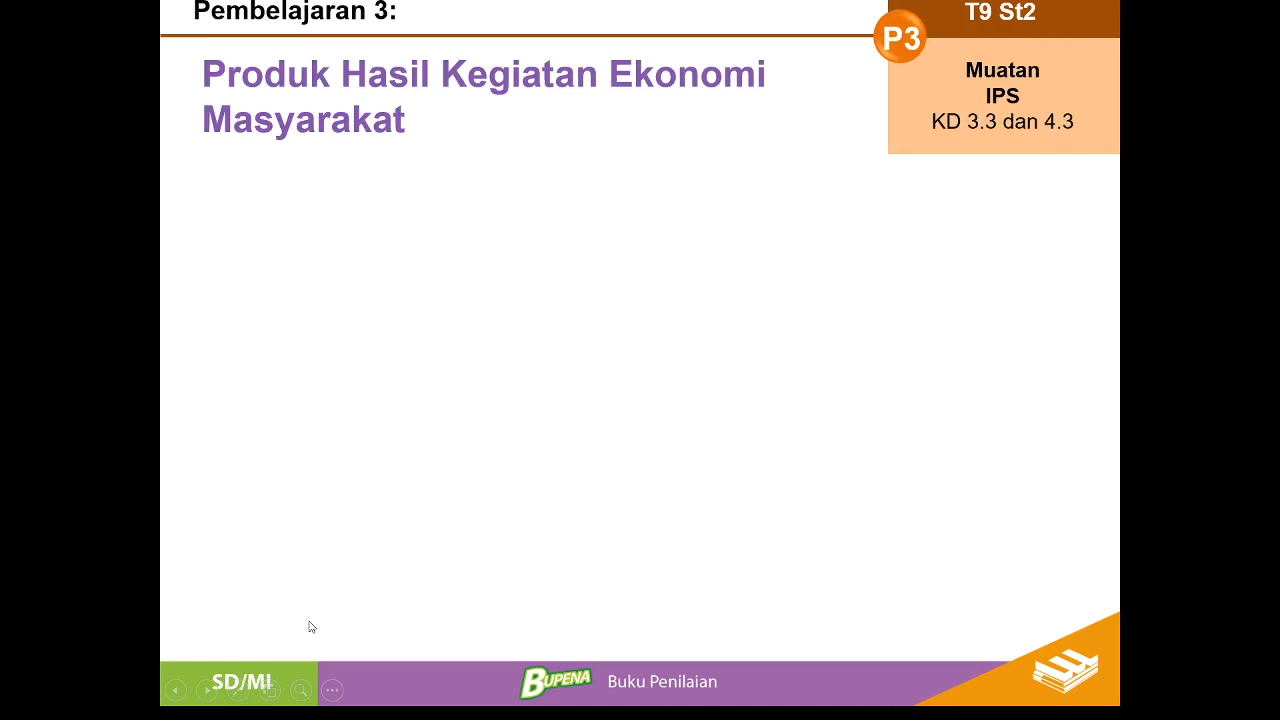 Pembelajaran 3:
T9 St2
P3
Produk Hasil Kegiatan Ekonomi
Masyarakat
Muatan
IPS
KD 3.3 dan 4.3
SD/MI
BUPENA
Buku Penilaian